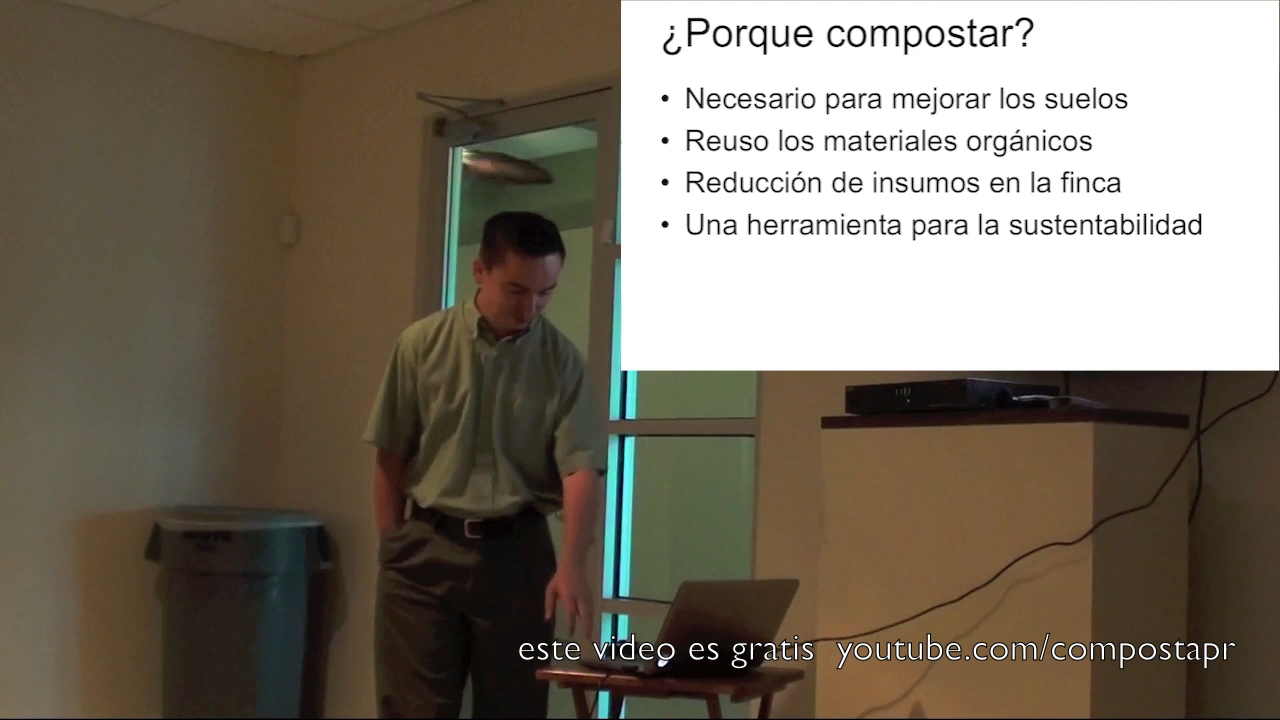 ¿Porque compostar?
• Necesario para mejorar los suelos
• Reuso los materiales orgánicos
• Reducción de insumos en la finca
• Una herramienta para la sustentabilidad
este video es gratis youtube.com/compostapr